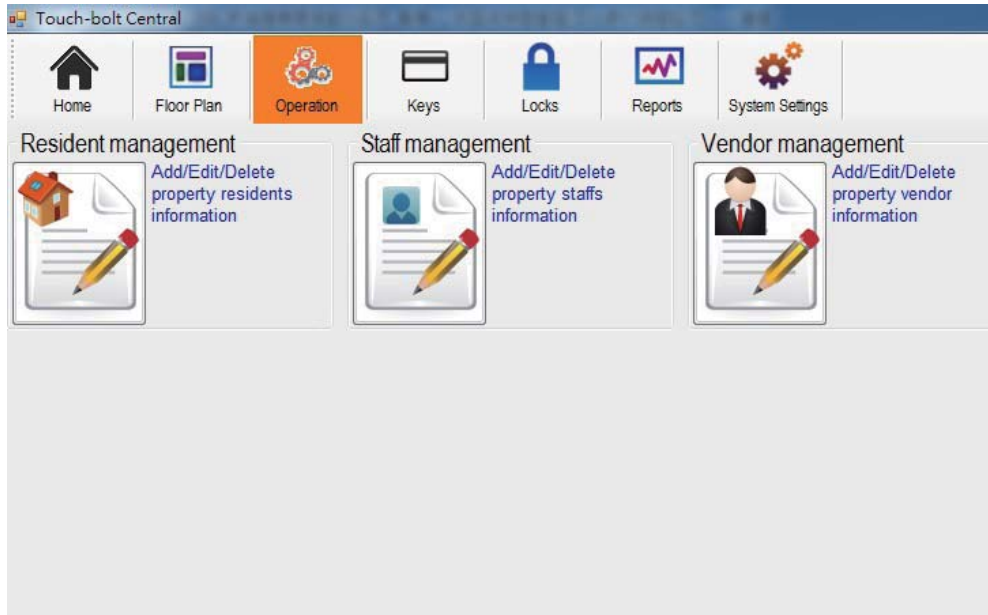 Touch-bolt Central
Home Floor Plan Operation Keys Locks Reports System Settings
Resident management
Add/Edit/Delete
property residents
information
Staff management
Add/Edit/Delete
property staffs
information
Vendor management
Add/Edit/Delete
property vendor
information